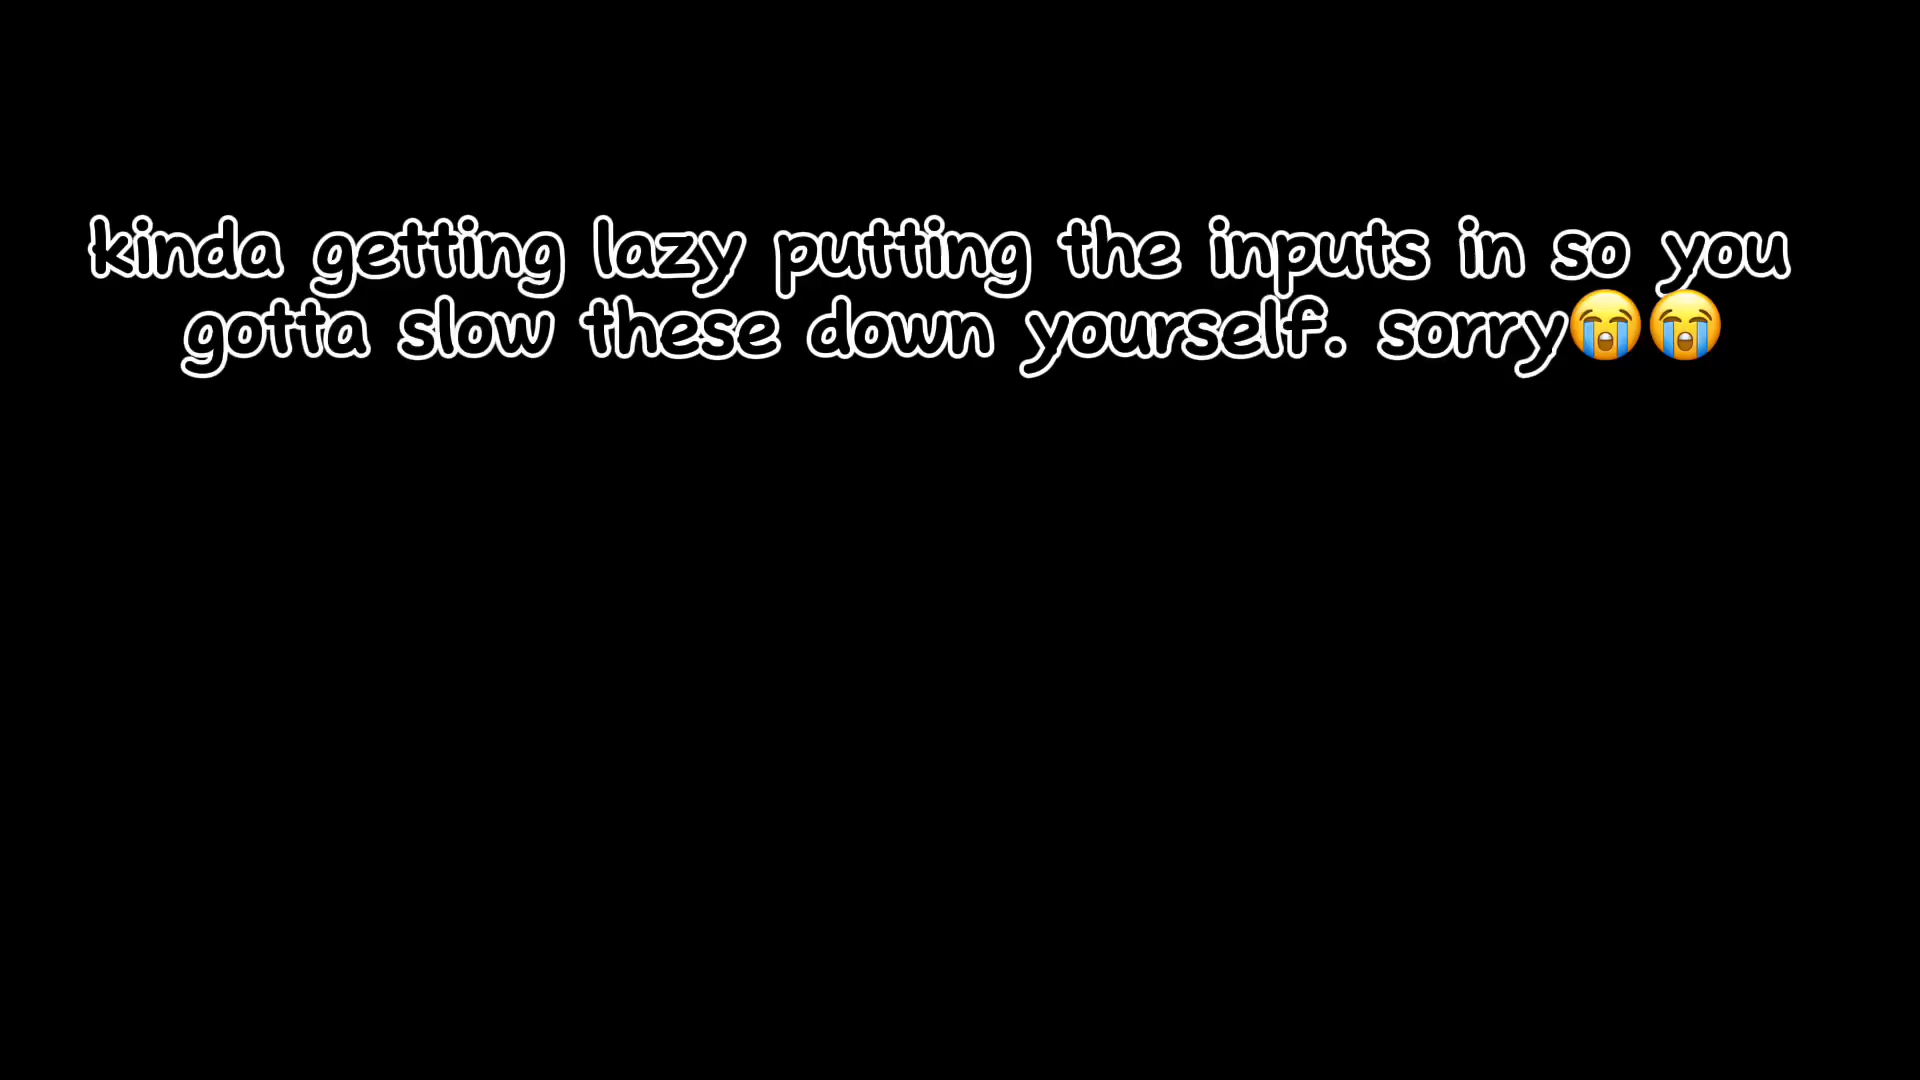 kinda getting lazy putting the inputs in so you
gotta slow these down yourself. sorry😭😭